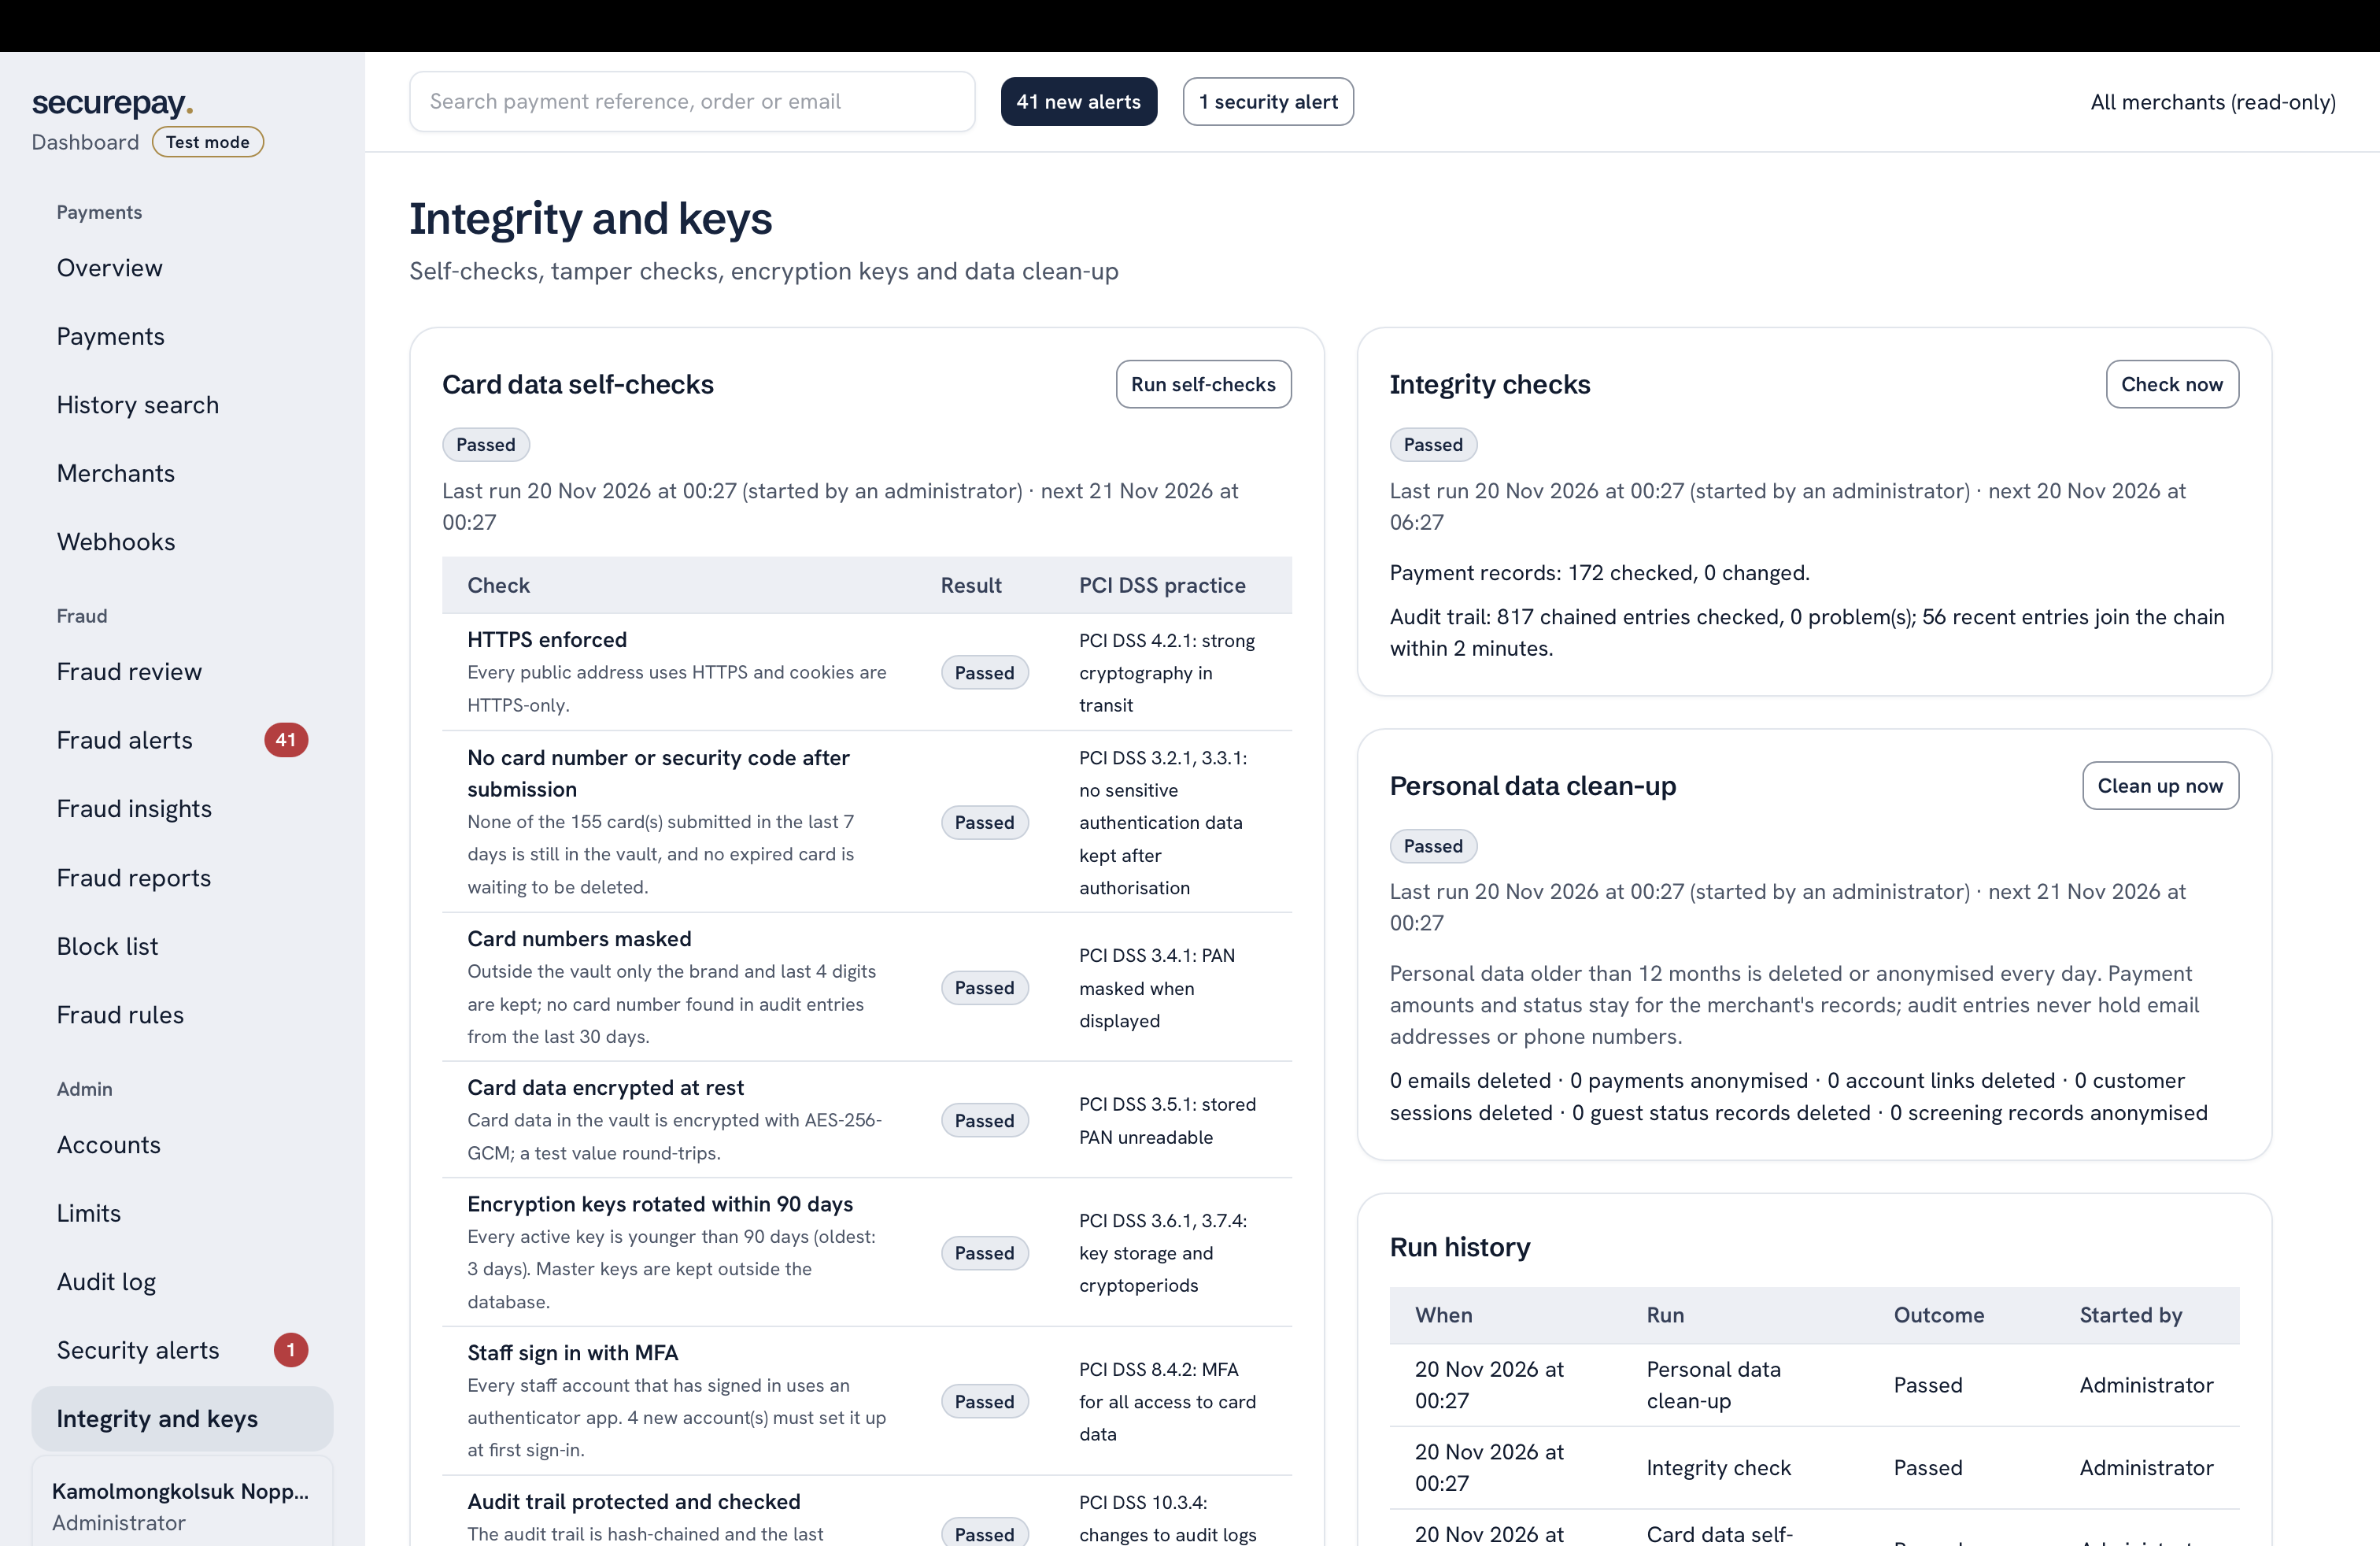 securepay.
Dashboard
Test mode
Payments
Overview
Payments
History search
Merchants
Webhooks
Fraud
Fraud review
Fraud alerts
41
Fraud insights
Fraud reports
Block list
Fraud rules
Admin
Accounts
Limits
Audit log
Security alerts
1
Integrity and keys
Kamolmongkolsuk Nopp...
Administrator
Search payment reference, order or email
41 new alerts
1 security alert
All merchants (read-only)
Integrity and keys
Self-checks, tamper checks, encryption keys and data clean-up
Card data self-checks
Run self-checks
Passed
Last run 20 Nov 2026 at 00:27 (started by an administrator) · next 21 Nov 2026 at
00:27
Check
Result
PCI DSS practice
HTTPS enforced
Every public address uses HTTPS and cookies are
HTTPS-only.
Passed
PCI DSS 4.2.1: strong
cryptography in
transit
No card number or security code after
submission
None of the 155 card(s) submitted in the last 7
days is still in the vault, and no expired card is
waiting to be deleted.
Passed
PCI DSS 3.2.1, 3.3.1:
no sensitive
authentication data
kept after
authorisation
Card numbers masked
Outside the vault only the brand and last 4 digits
are kept; no card number found in audit entries
from the last 30 days.
Passed
PCI DSS 3.4.1: PAN
masked when
displayed
Card data encrypted at rest
Card data in the vault is encrypted with AES-256-
GCM; a test value round-trips.
Passed
PCI DSS 3.5.1: stored
PAN unreadable
Encryption keys rotated within 90 days
Every active key is younger than 90 days (oldest:
3 days). Master keys are kept outside the
database.
Passed
PCI DSS 3.6.1, 3.7.4:
key storage and
cryptoperiods
Staff sign in with MFA
Every staff account that has signed in uses an
authenticator app. 4 new account(s) must set it up
at first sign-in.
Passed
PCI DSS 8.4.2: MFA
for all access to card
data
Audit trail protected and checked
The audit trail is hash-chained and the last
Passed
PCI DSS 10.3.4:
changes to audit logs
Integrity checks
Check now
Passed
Last run 20 Nov 2026 at 00:27 (started by an administrator) · next 20 Nov 2026 at
06:27
Payment records: 172 checked, 0 changed.
Audit trail: 817 chained entries checked, 0 problem(s); 56 recent entries join the chain
within 2 minutes.
Personal data clean-up
Clean up now
Passed
Last run 20 Nov 2026 at 00:27 (started by an administrator) · next 21 Nov 2026 at
00:27
Personal data older than 12 months is deleted or anonymised every day. Payment
amounts and status stay for the merchant's records; audit entries never hold email
addresses or phone numbers.
0 emails deleted · 0 payments anonymised · 0 account links deleted · 0 customer
sessions deleted · 0 guest status records deleted · 0 screening records anonymised
Run history
When
Run
Outcome
Started by
20 Nov 2026 at
00:27
Personal data
clean-up
Passed
Administrator
20 Nov 2026 at
00:27
Integrity check
Passed
Administrator
20 Nov 2026 at
Card data self-